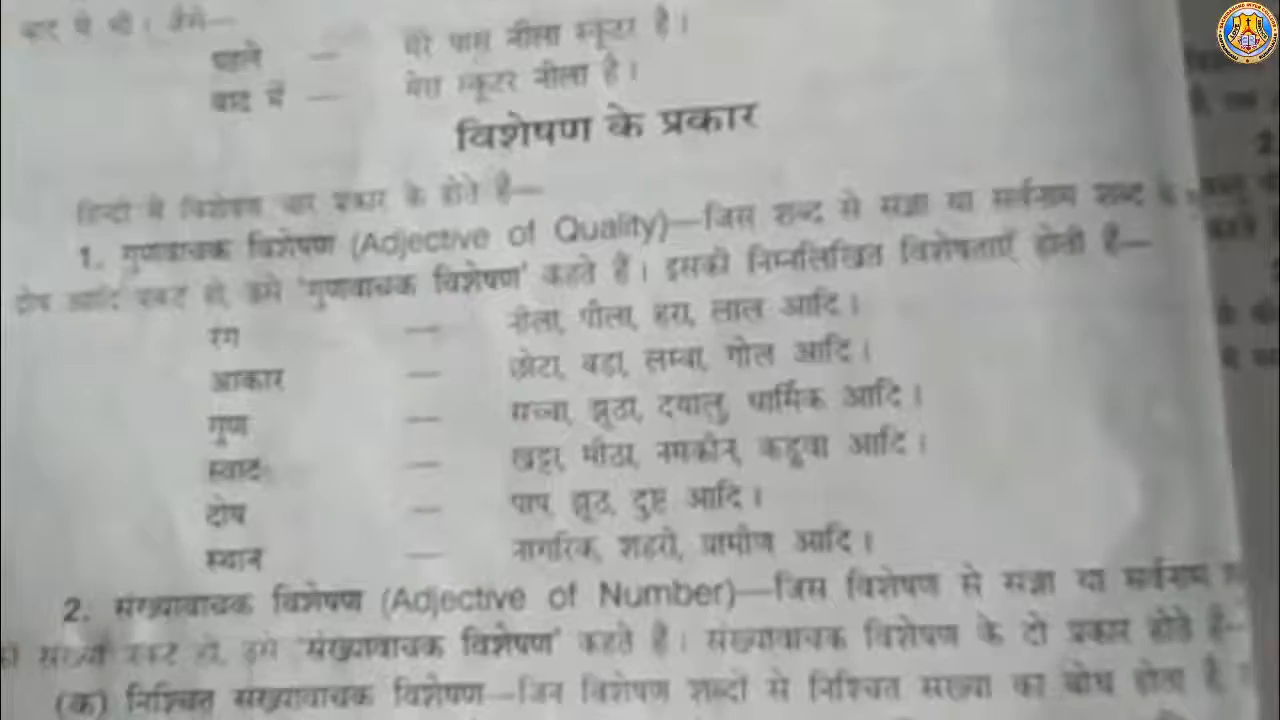 बाद में भी। जैसे—
पहले — मेरे पास नीला स्कूटर है।
बाद में — मेरा स्कूटर नीला है।
विशेषण के प्रकार
हिन्दी में विशेषण चार प्रकार के होते हैं—
1. गुणवाचक विशेषण (Adjective of Quality)—जिस शब्द से संज्ञा या सर्वनाम शब्द के
दोष आदि प्रकट हो, उसे 'गुणवाचक विशेषण' कहते हैं। इसकी निम्नलिखित विशेषताएँ होती हैं—
रंग — नीला, पीला, हरा, लाल आदि।
आकार — छोटा, बड़ा, लम्बा, गोल आदि।
गुण — सच्चा, झूठा, दयालु, धार्मिक आदि।
स्वाद — खट्टा, मीठा, नमकीन, कड़ुवा आदि।
दोष — पाप, झूठ, दुष्ट आदि।
स्थान — नागरिक, शहरी, ग्रामीण आदि।
2. संख्यावाचक विशेषण (Adjective of Number)—जिस विशेषण से संज्ञा या सर्वनाम
की संख्या प्रकट हो, उसे 'संख्यावाचक विशेषण' कहते हैं। संख्यावाचक विशेषण के दो प्रकार होते हैं—
(क) निश्चित संख्यावाचक विशेषण—जिन विशेषण शब्दों से निश्चित संख्या का बोध होता है